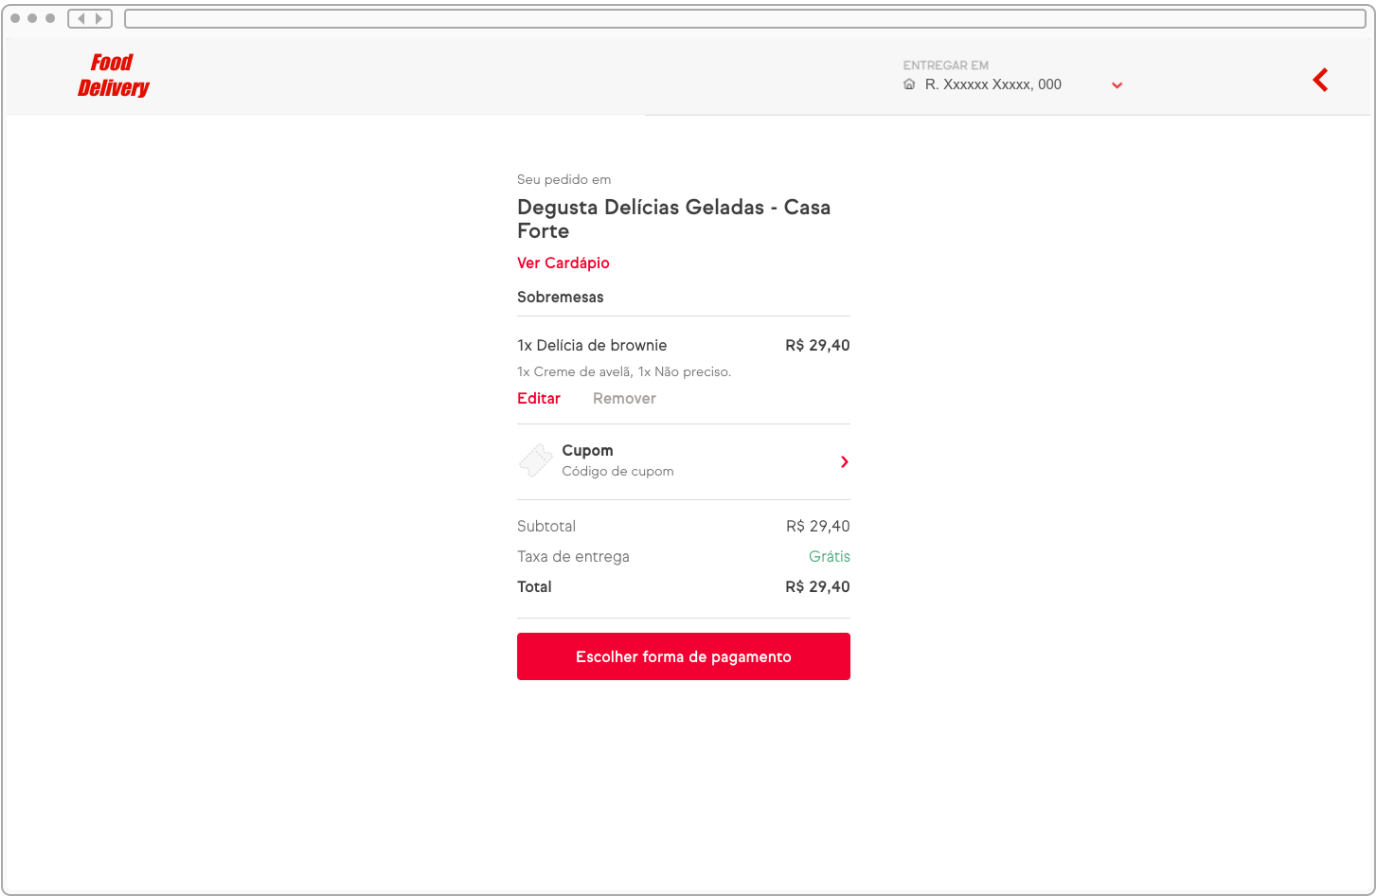 Food
Delivery
ENTREGAR EM
R. Xxxxxx Xxxxx, 000
Seu pedido em
Degusta Delícias Geladas - Casa
Forte
Ver Cardápio
Sobremesas
1x Delícia de brownie R$ 29,40
1x Creme de avelã, 1x Não preciso.
Editar Remover
Cupom
Código de cupom
Subtotal R$ 29,40
Taxa de entrega Grátis
Total R$ 29,40
Escolher forma de pagamento